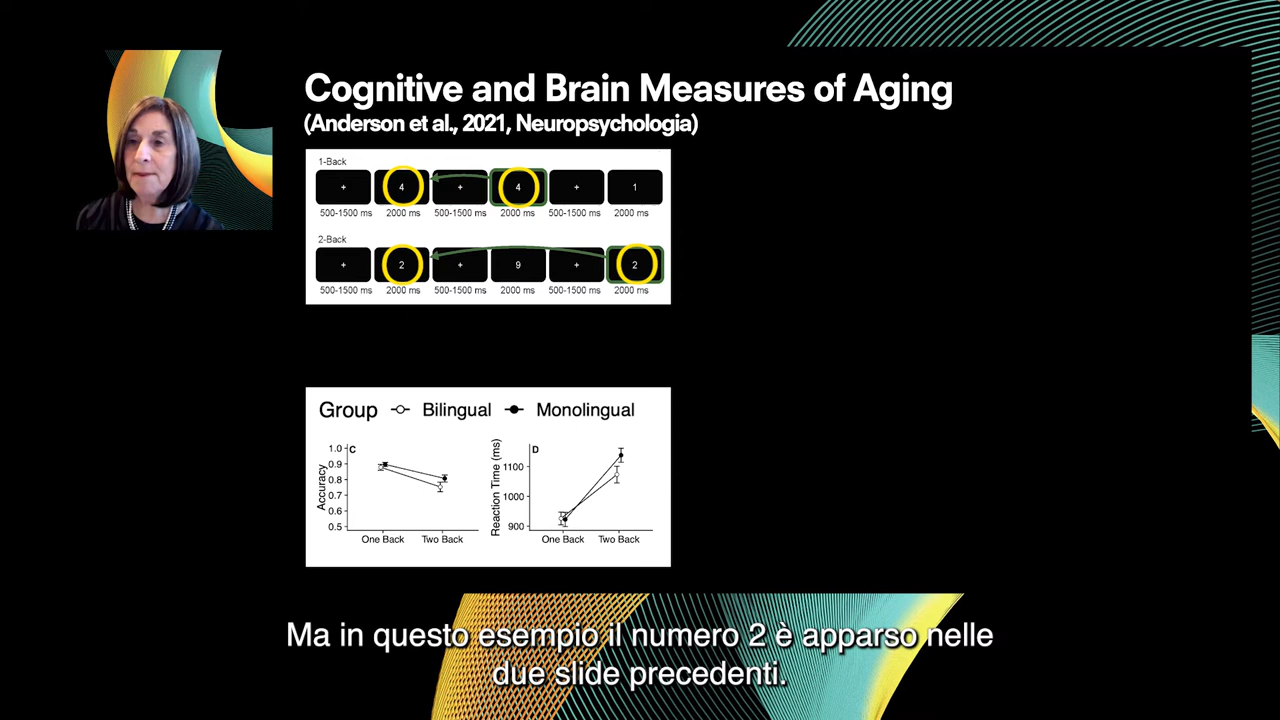 Cognitive and Brain Measures of Aging
(Anderson et al., 2021, Neuropsychologia)
1-Back
+ 4 + 4 + 1
500-1500 ms 2000 ms 500-1500 ms 2000 ms 500-1500 ms 2000 ms
2-Back
+ 2 + 9 + 2
500-1500 ms 2000 ms 500-1500 ms 2000 ms 500-1500 ms 2000 ms
Group Bilingual Monolingual
C
Accuracy
1.0
0.9
0.8
0.7
0.6
0.5
One Back Two Back
D
Reaction Time (ms)
1100
1000
900
One Back Two Back
Ma in questo esempio il numero 2 è apparso nelle
due slide precedenti.